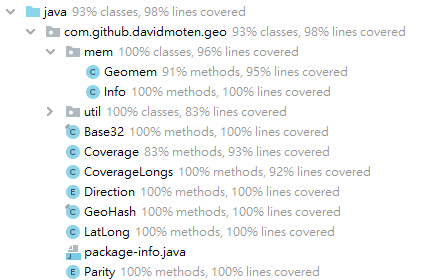 java 93% classes, 98% lines covered
com.github.davidmoten.geo 93% classes, 98% lines covered
mem 100% classes, 96% lines covered
Geomem 91% methods, 95% lines covered
Info 100% methods, 100% lines covered
util 100% classes, 83% lines covered
Base32 100% methods, 100% lines covered
Coverage 83% methods, 93% lines covered
CoverageLongs 100% methods, 92% lines covered
Direction 100% methods, 100% lines covered
GeoHash 100% methods, 100% lines covered
LatLong 100% methods, 100% lines covered
package-info.java
Parity 100% methods, 100% lines covered